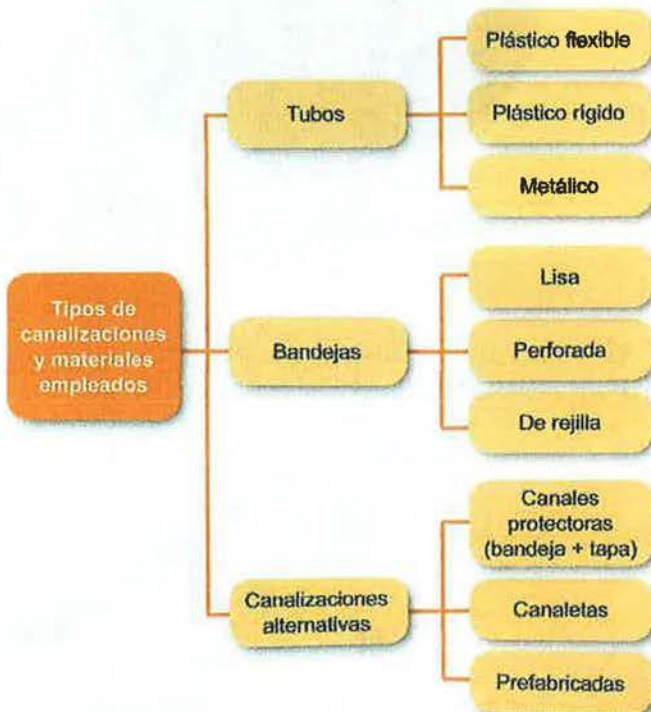 Tipos de
canalizaciones
y materiales
empleados
Tubos
Plástico flexible
Plástico rígido
Metálico
Bandejas
Lisa
Perforada
De rejilla
Canalizaciones
alternativas
Canales
protectoras
(bandeja + tapa)
Canaletas
Prefabricadas